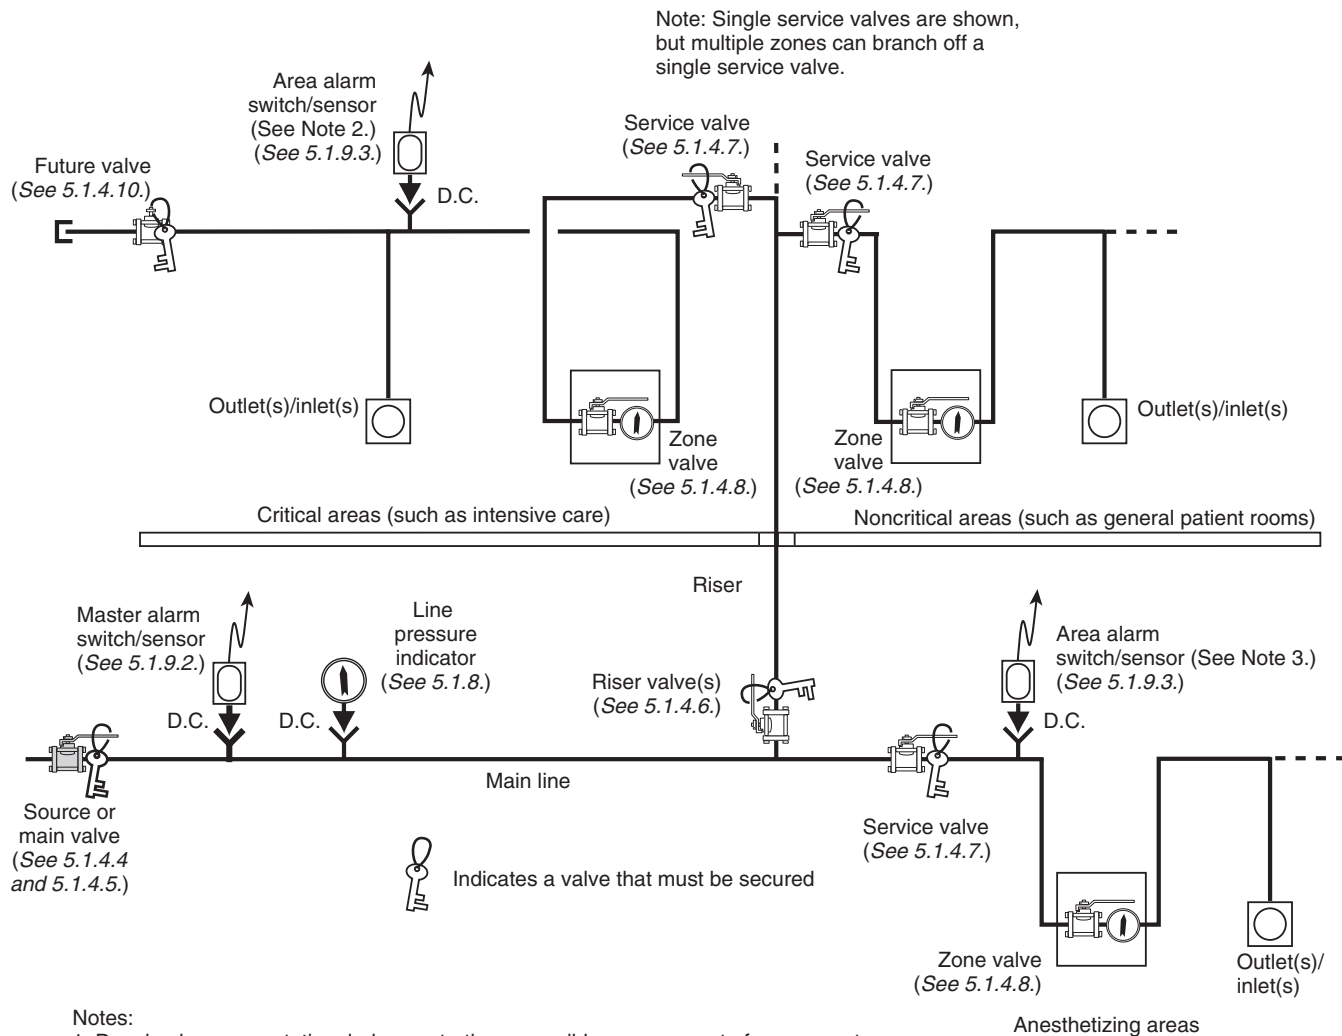 Note: Single service valves are shown,
but multiple zones can branch off a
single service valve.
Area alarm
switch/sensor
(See Note 2.)
(See 5.1.9.3.)
D.C.
Future valve
(See 5.1.4.10.)
Service valve
(See 5.1.4.7.)
Service valve
(See 5.1.4.7.)
Outlet(s)/inlet(s)
Zone
valve
(See 5.1.4.8.)
Zone
valve
(See 5.1.4.8.)
Outlet(s)/inlet(s)
Critical areas (such as intensive care)
Noncritical areas (such as general patient rooms)
Riser
Master alarm
switch/sensor
(See 5.1.9.2.)
D.C.
Line
pressure
indicator
(See 5.1.8.)
D.C.
Riser valve(s)
(See 5.1.4.6.)
Area alarm
switch/sensor (See Note 3.)
(See 5.1.9.3.)
D.C.
Main line
Source or
main valve
(See 5.1.4.4
and 5.1.4.5.)
Indicates a valve that must be secured
Service valve
(See 5.1.4.7.)
Zone valve
(See 5.1.4.8.)
Outlet(s)/
inlet(s)
Anesthetizing areas
Notes: